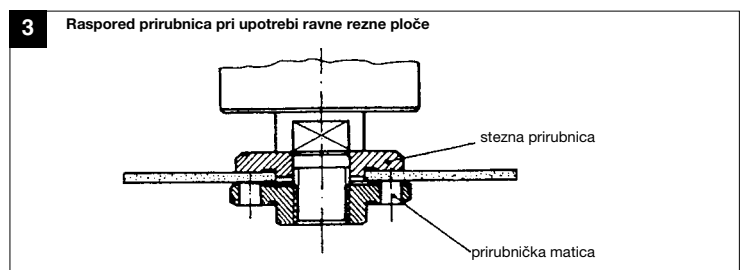 3
Raspored prirubnica pri upotrebi ravne rezne ploče
stezna prirubnica
prirubnička matica